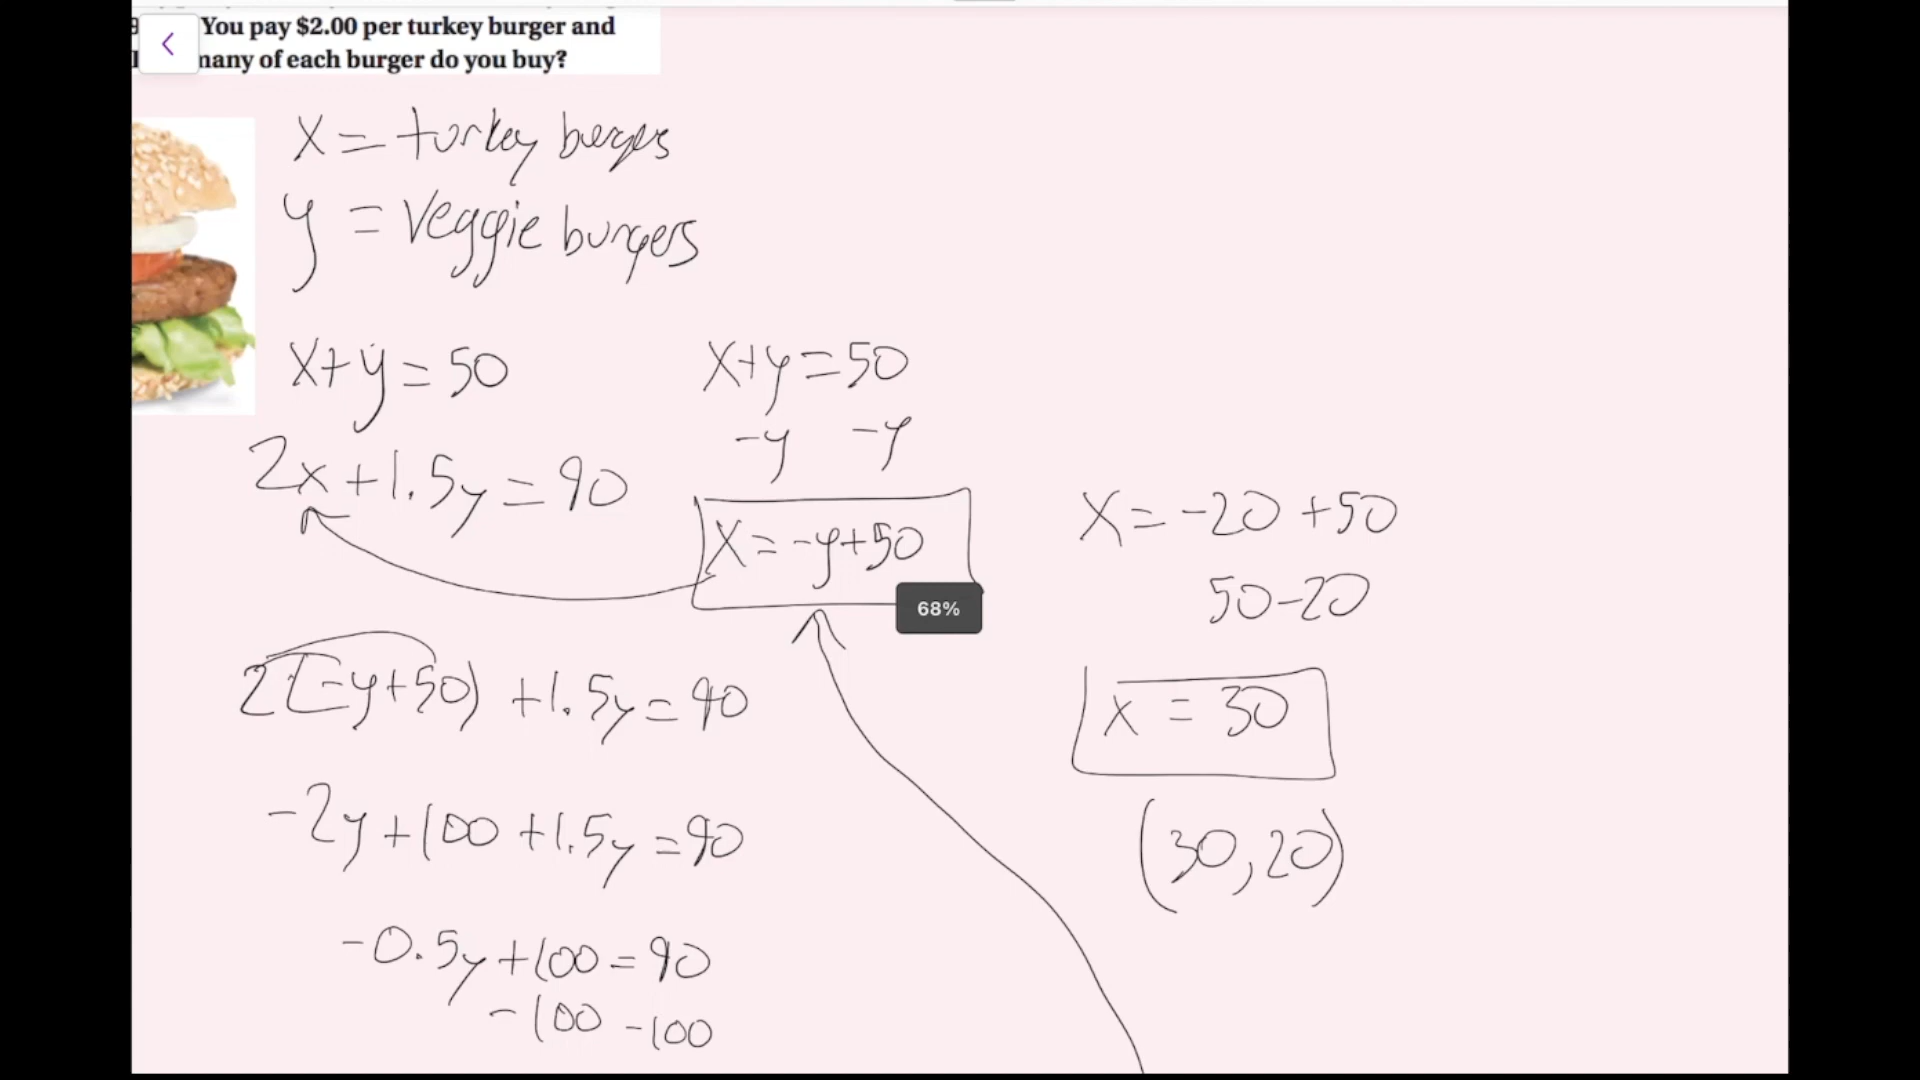 You pay $2.00 per turkey burger and
many of each burger do you buy?
x = turkey burgers
y = Veggie burgers
x+y=50
2x+1.5y=90
x+y=50
-y -y
x=-y+50
68%
2(-y+50) +1.5y=90
-2y+100+1.5y=90
-0.5y+100=90
-100 -100
x=-20+50
50-20
x=30
(30,20)